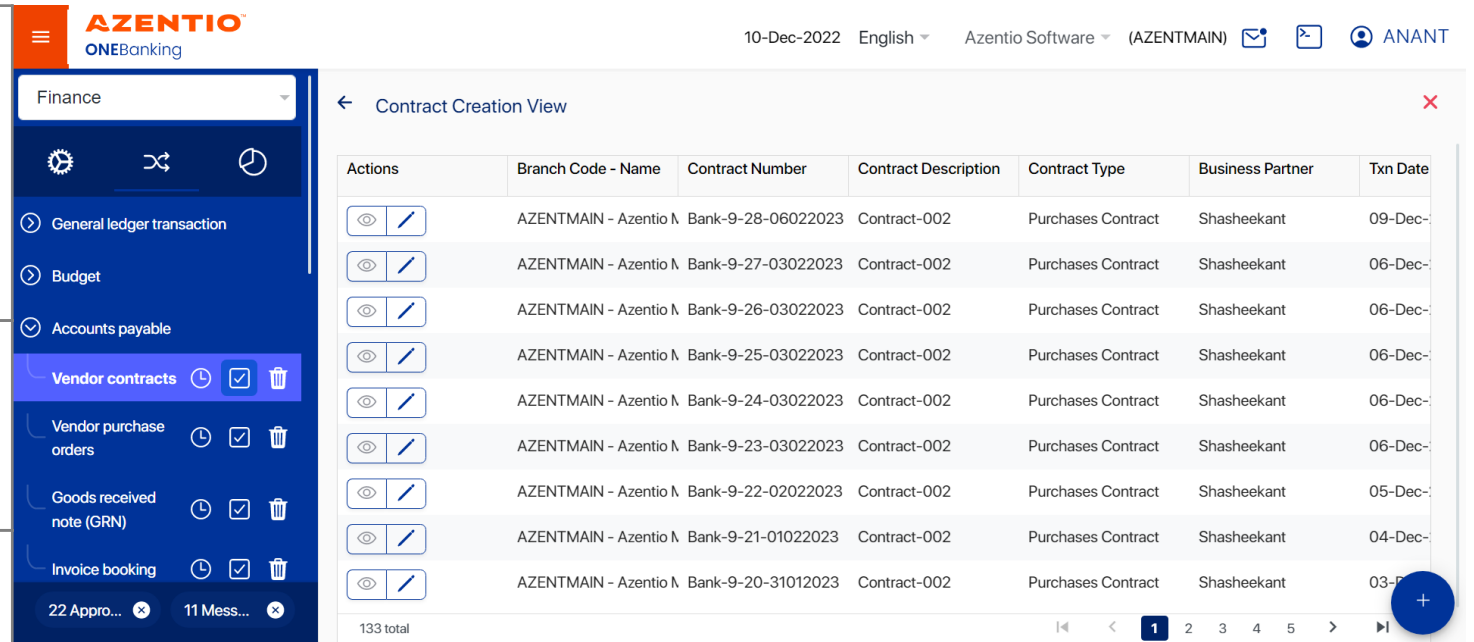 AZENTIO
ONEBanking
10-Dec-2022 English Azentio Software (AZENTMAIN) ANANT
Finance
Contract Creation View
General ledger transaction
Budget
Accounts payable
Vendor contracts
Vendor purchase
orders
Goods received
note (GRN)
Invoice booking
22 Appro...
11 Mess...
Actions Branch Code - Name Contract Number Contract Description Contract Type Business Partner Txn Date
AZENTMAIN - Azentio Bank-9-28-06022023 Contract-002 Purchases Contract Shasheekant 09-Dec-
AZENTMAIN - Azentio Bank-9-27-03022023 Contract-002 Purchases Contract Shasheekant 06-Dec-
AZENTMAIN - Azentio Bank-9-26-03022023 Contract-002 Purchases Contract Shasheekant 06-Dec-
AZENTMAIN - Azentio Bank-9-25-03022023 Contract-002 Purchases Contract Shasheekant 06-Dec-
AZENTMAIN - Azentio Bank-9-24-03022023 Contract-002 Purchases Contract Shasheekant 06-Dec-
AZENTMAIN - Azentio Bank-9-23-03022023 Contract-002 Purchases Contract Shasheekant 06-Dec-
AZENTMAIN - Azentio Bank-9-22-02022023 Contract-002 Purchases Contract Shasheekant 05-Dec-
AZENTMAIN - Azentio Bank-9-21-01022023 Contract-002 Purchases Contract Shasheekant 04-Dec-
AZENTMAIN - Azentio Bank-9-20-31012023 Contract-002 Purchases Contract Shasheekant 03-
133 total 1 2 3 4 5